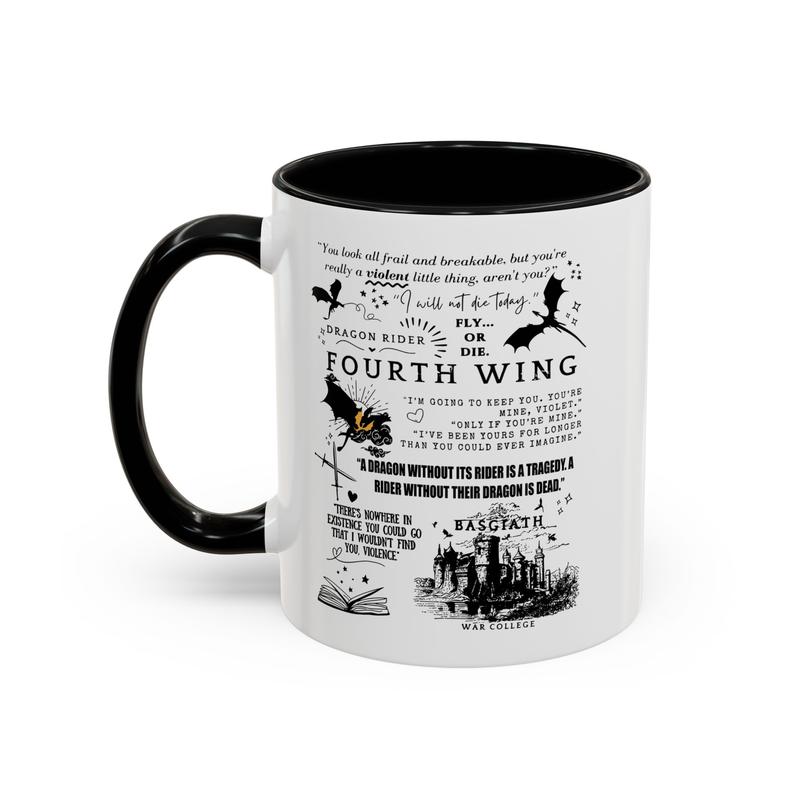 “You look all frail and breakable, but you're
really a violent little thing, aren't you?”
“I will not die today.”
FLY...
OR
DIE.
DRAGON RIDER
FOURTH WING
“I'M GOING TO KEEP YOU. YOU'RE
MINE, VIOLET.”
“ONLY IF YOU'RE MINE.”
“I'VE BEEN YOURS FOR LONGER
THAN YOU COULD EVER IMAGINE.”
“A DRAGON WITHOUT ITS RIDER IS A TRAGEDY. A
RIDER WITHOUT THEIR DRAGON IS DEAD.”
“THERE'S NOWHERE IN
EXISTENCE YOU COULD GO
THAT I WOULDN'T FIND
YOU, VIOLENCE.”
BASGIATH
WAR COLLEGE